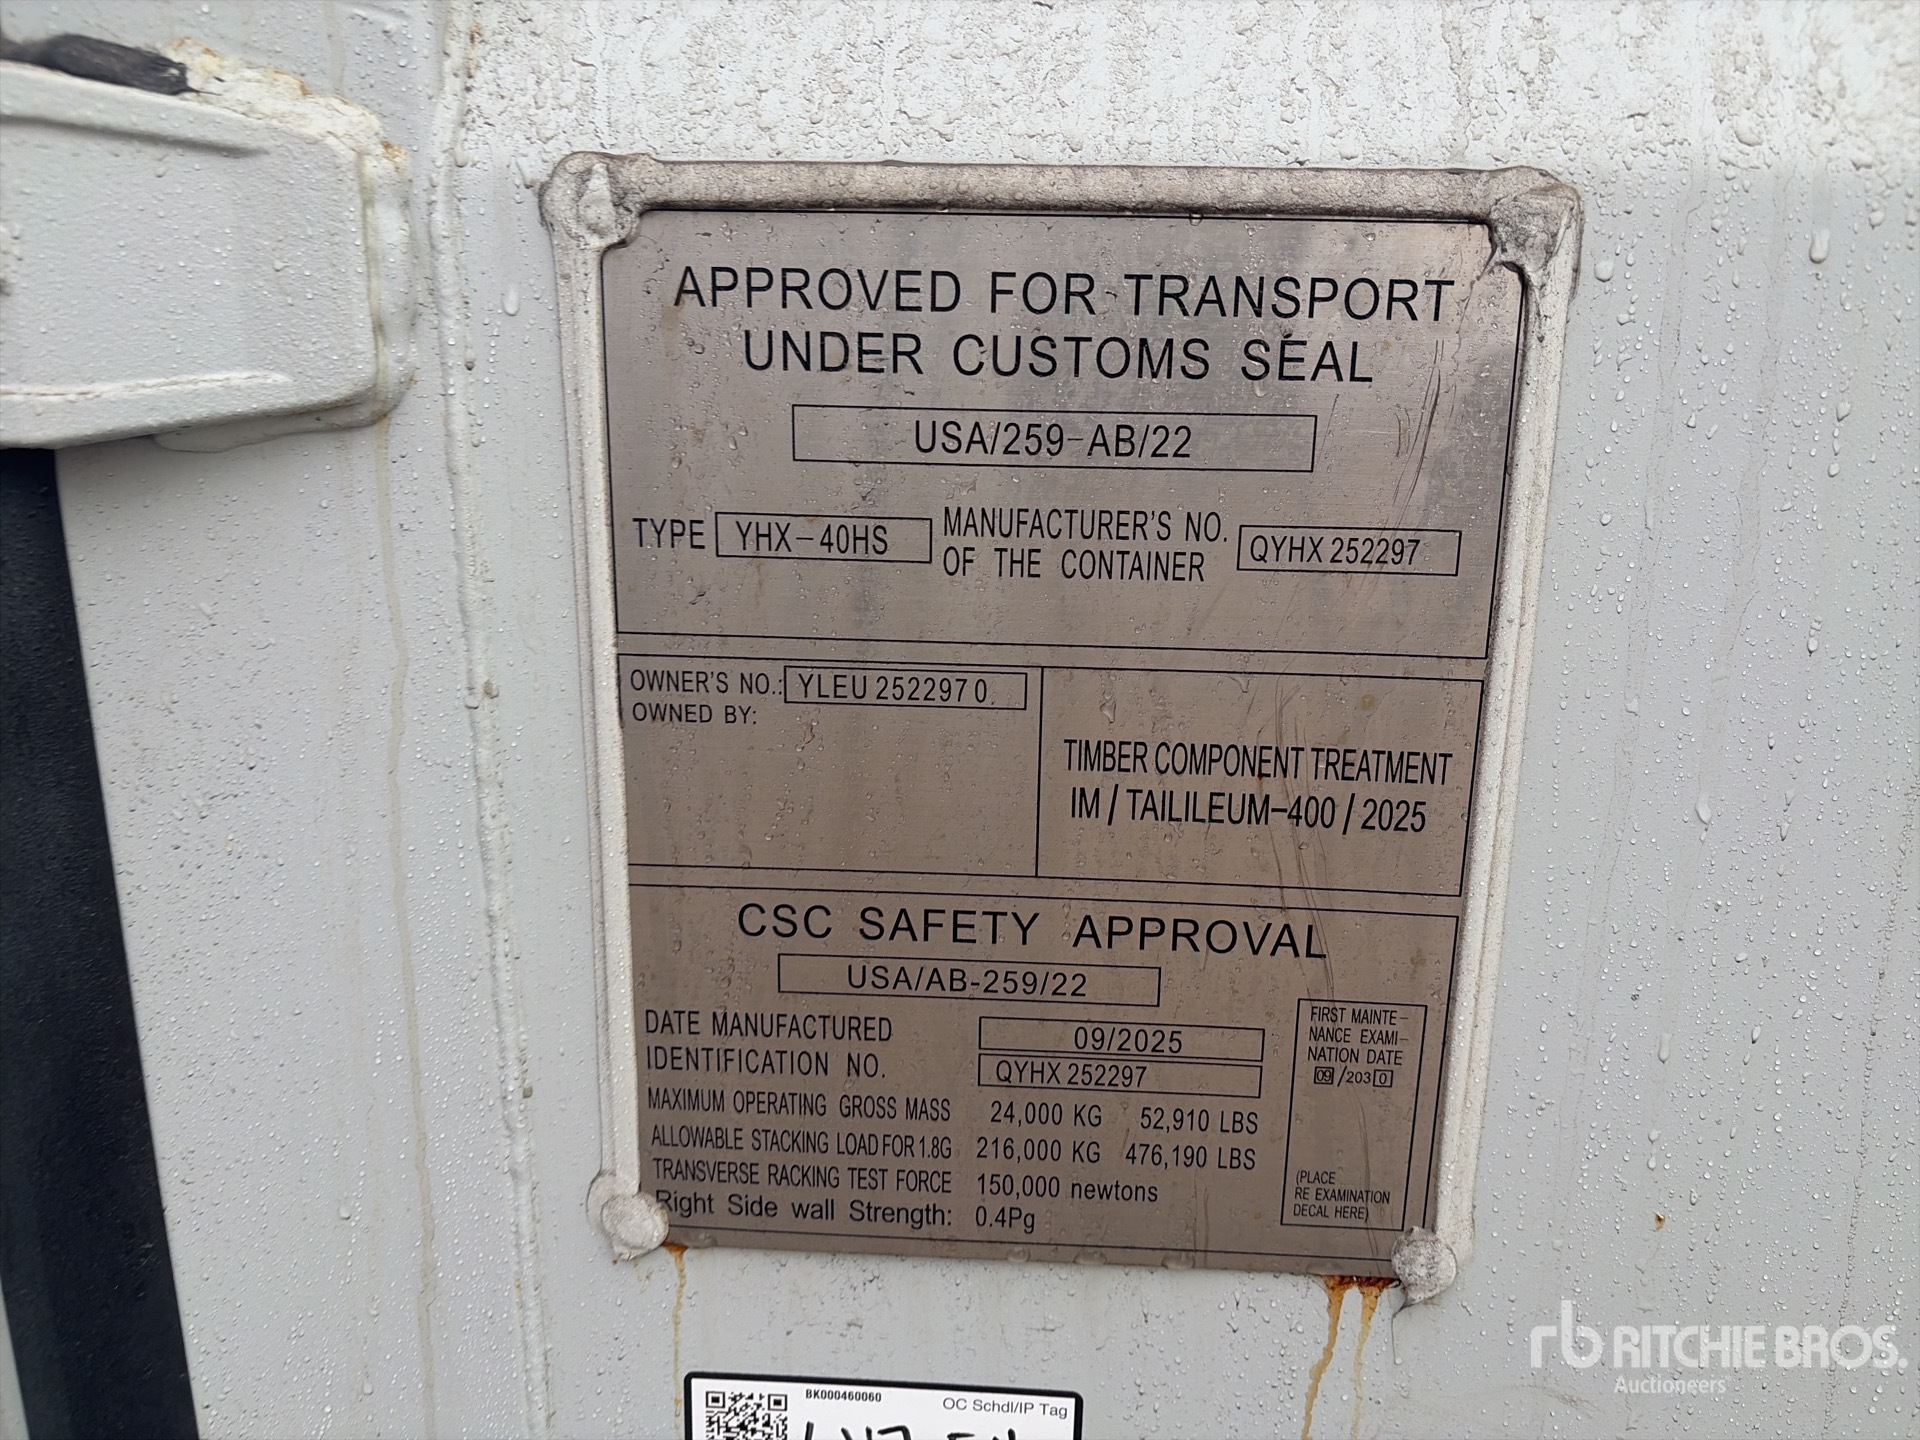 APPROVED FOR TRANSPORT
UNDER CUSTOMS SEAL
USA/259-AB/22
TYPE YHX-40HS MANUFACTURER'S NO. OF THE CONTAINER QYHX 252297
OWNER'S NO.: YLEU 252297 0
OWNED BY:
TIMBER COMPONENT TREATMENT
IM / TAILILEUM-400 / 2025
CSC SAFETY APPROVAL
USA/AB-259/22
DATE MANUFACTURED 09/2025
IDENTIFICATION NO. QYHX 252297
MAXIMUM OPERATING GROSS MASS 24,000 KG 52,910 LBS
ALLOWABLE STACKING LOAD FOR 1.8G 216,000 KG 476,190 LBS
TRANSVERSE RACKING TEST FORCE 150,000 newtons
Right Side wall Strength: 0.4Pg
FIRST MAINTE-
NANCE EXAMI-
NATION DATE
09/2030
(PLACE
RE EXAMINATION
DECAL HERE)
BK000460060
OC Schdl/IP Tag
rb RITCHIE BROS.
Auctioneers